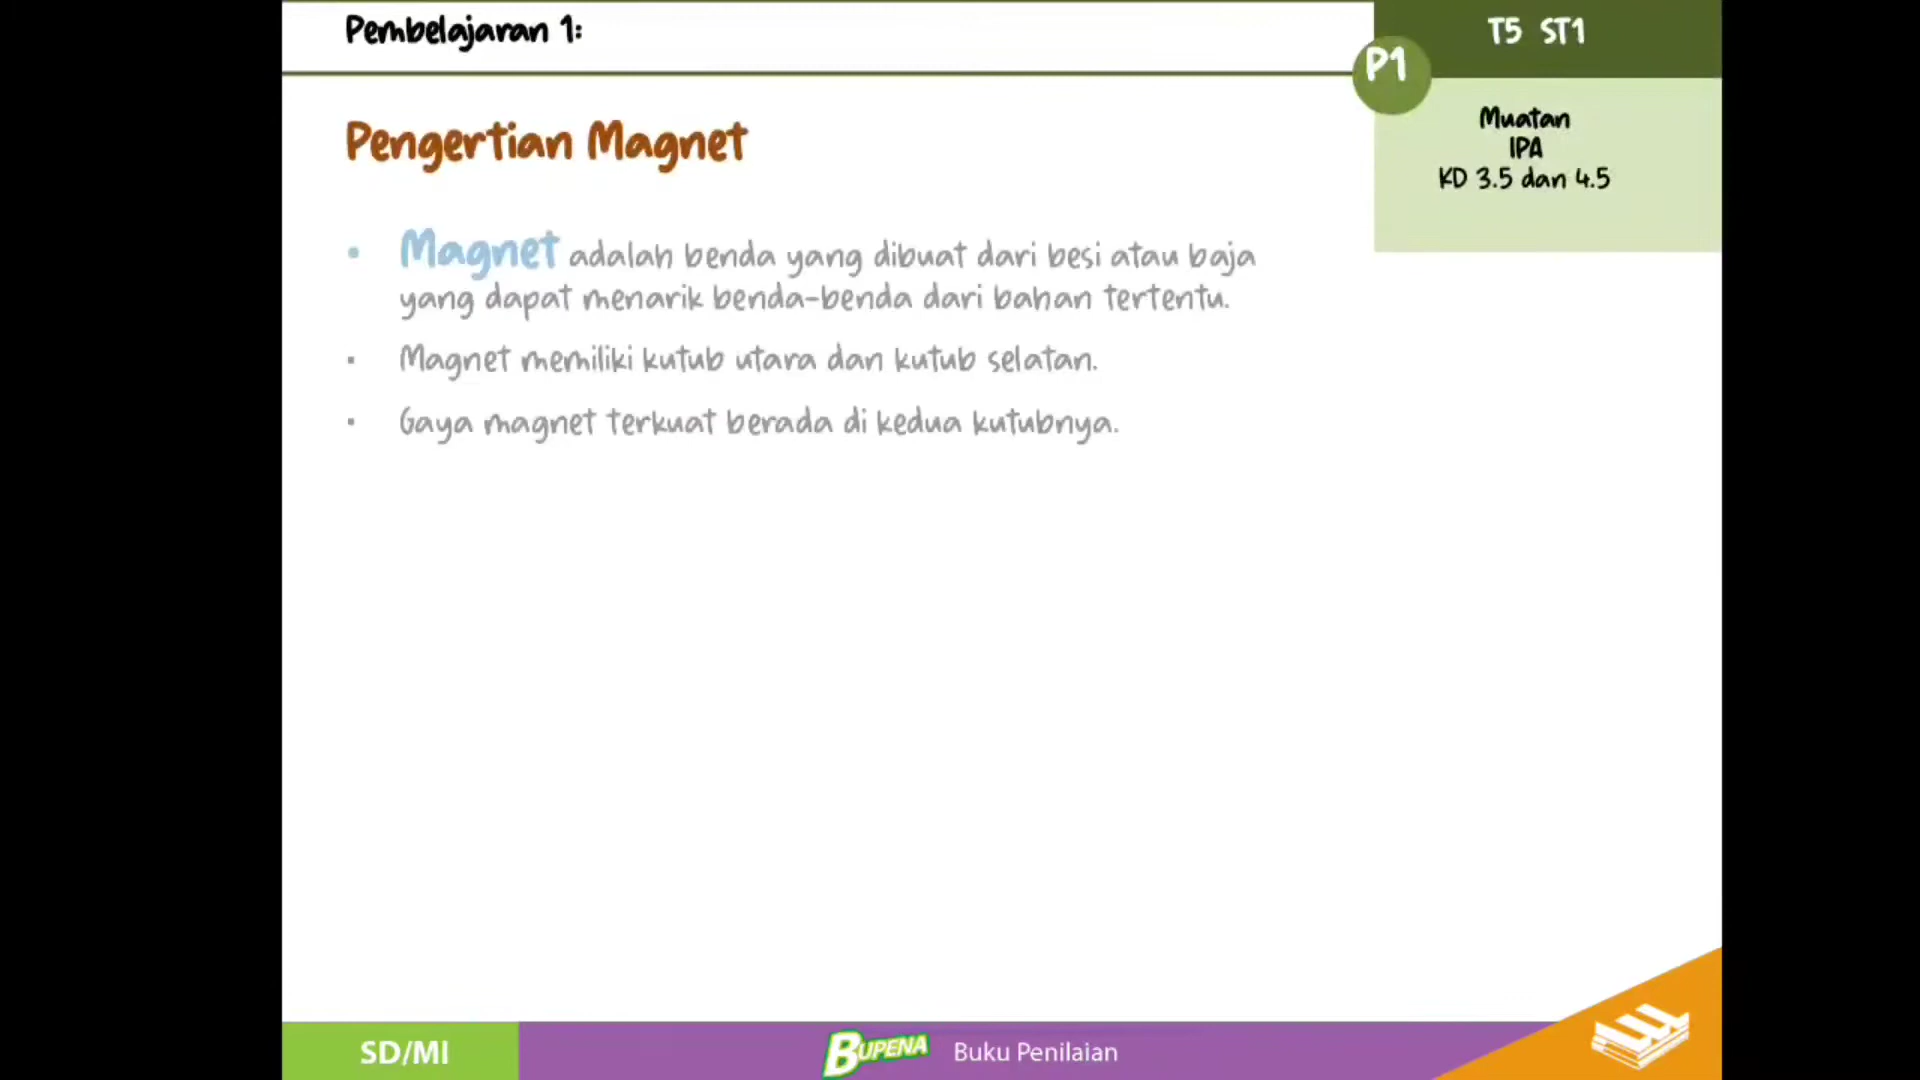 Pembelajaran 1:
T5 ST1
P1
Muatan
IPA
KD 3.5 dan 4.5
Pengertian Magnet
• Magnet adalah benda yang dibuat dari besi atau baja
yang dapat menarik benda-benda dari bahan tertentu.
• Magnet memiliki kutub utara dan kutub selatan.
• Gaya magnet terkuat berada di kedua kutubnya.
SD/MI
BUPENA Buku Penilaian